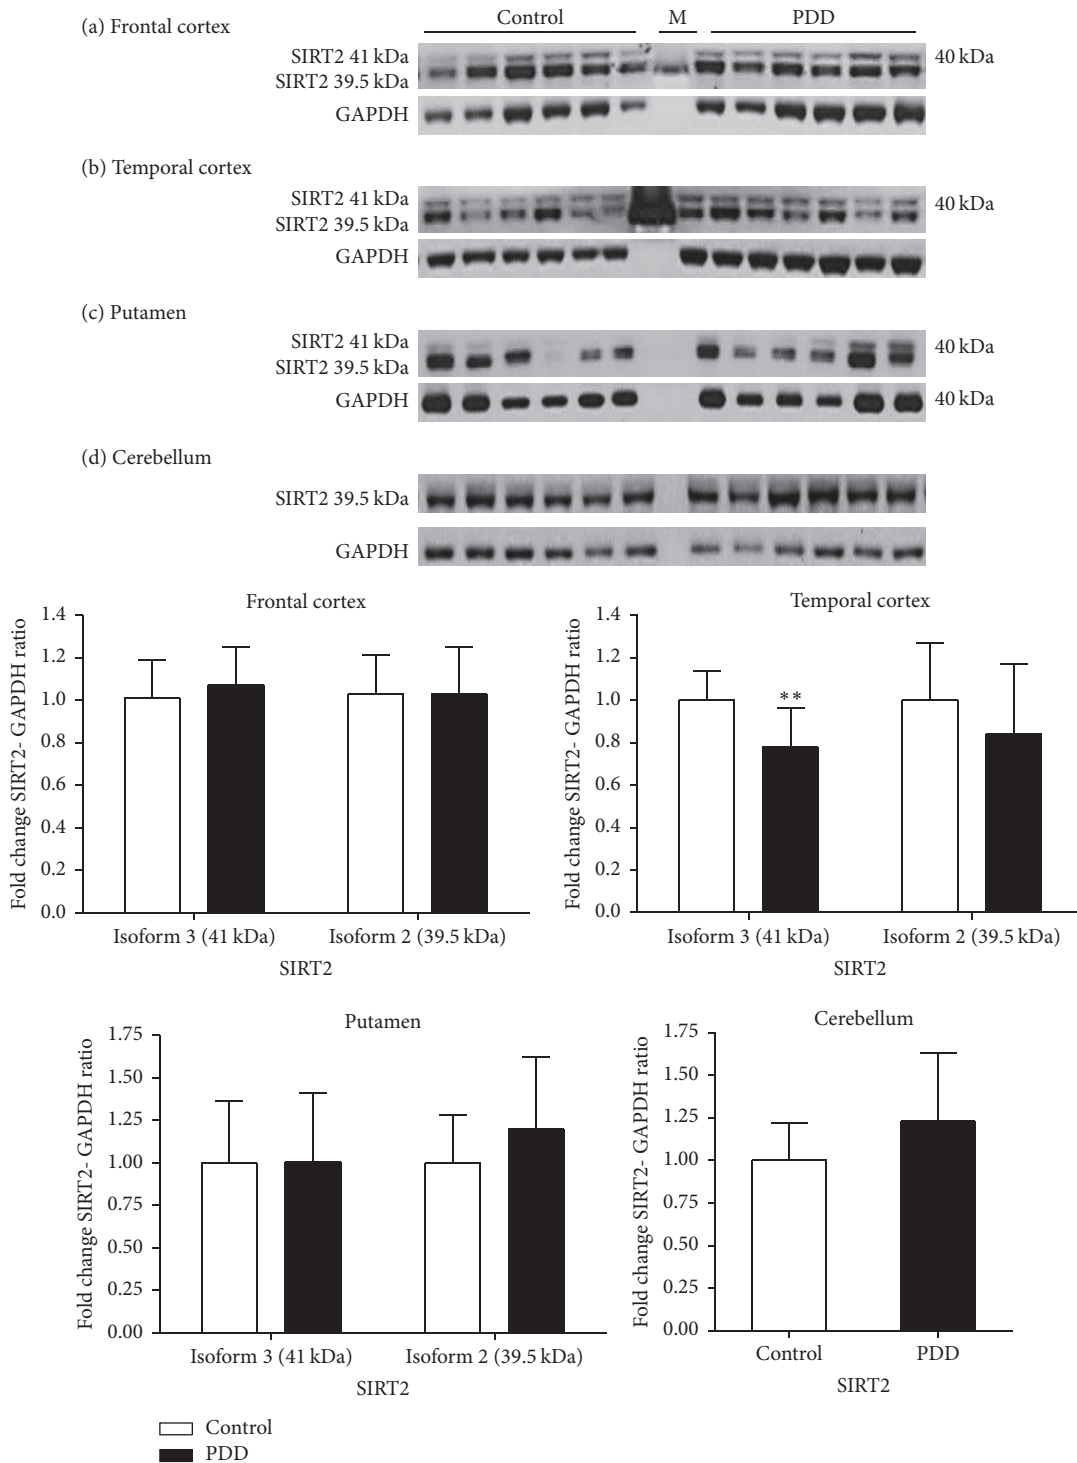 Control M PDD
(a) Frontal cortex
SIRT2 41 kDa 40 kDa
SIRT2 39.5 kDa
GAPDH
(b) Temporal cortex
SIRT2 41 kDa 40 kDa
SIRT2 39.5 kDa
GAPDH
(c) Putamen
SIRT2 41 kDa 40 kDa
SIRT2 39.5 kDa
GAPDH 40 kDa
(d) Cerebellum
SIRT2 39.5 kDa
GAPDH
Frontal cortex
Fold change SIRT2- GAPDH ratio
1.4
1.2
1.0
0.8
0.6
0.4
0.2
0.0
Isoform 3 (41 kDa) Isoform 2 (39.5 kDa)
SIRT2
Temporal cortex
Fold change SIRT2- GAPDH ratio
1.4
1.2
1.0
0.8
0.6
0.4
0.2
0.0
**
Isoform 3 (41 kDa) Isoform 2 (39.5 kDa)
SIRT2
Putamen
Fold change SIRT2- GAPDH ratio
1.75
1.50
1.25
1.00
0.75
0.50
0.25
0.00
Isoform 3 (41 kDa) Isoform 2 (39.5 kDa)
SIRT2
Cerebellum
Fold change SIRT2- GAPDH ratio
1.75
1.50
1.25
1.00
0.75
0.50
0.25
0.00
Control PDD
SIRT2
Control
PDD